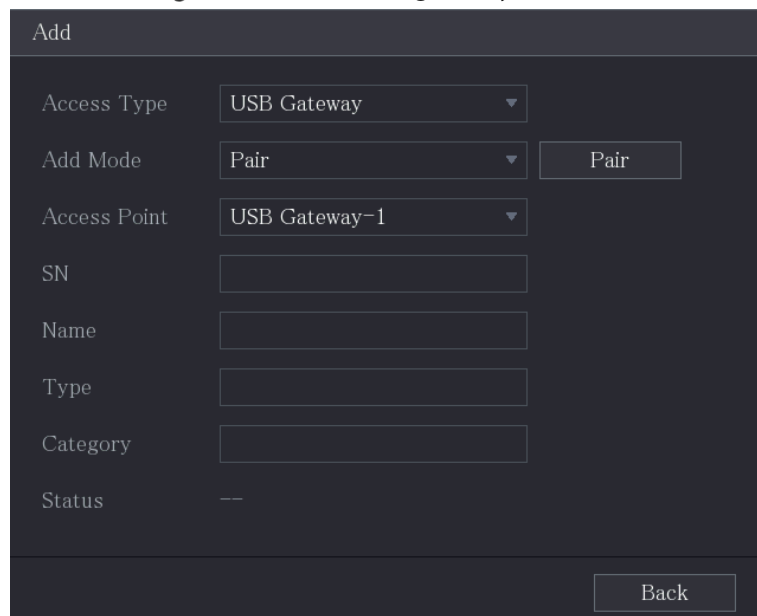 Add
Access Type USB Gateway
Add Mode Pair Pair
Access Point USB Gateway-1
SN
Name
Type
Category
Status --
Back